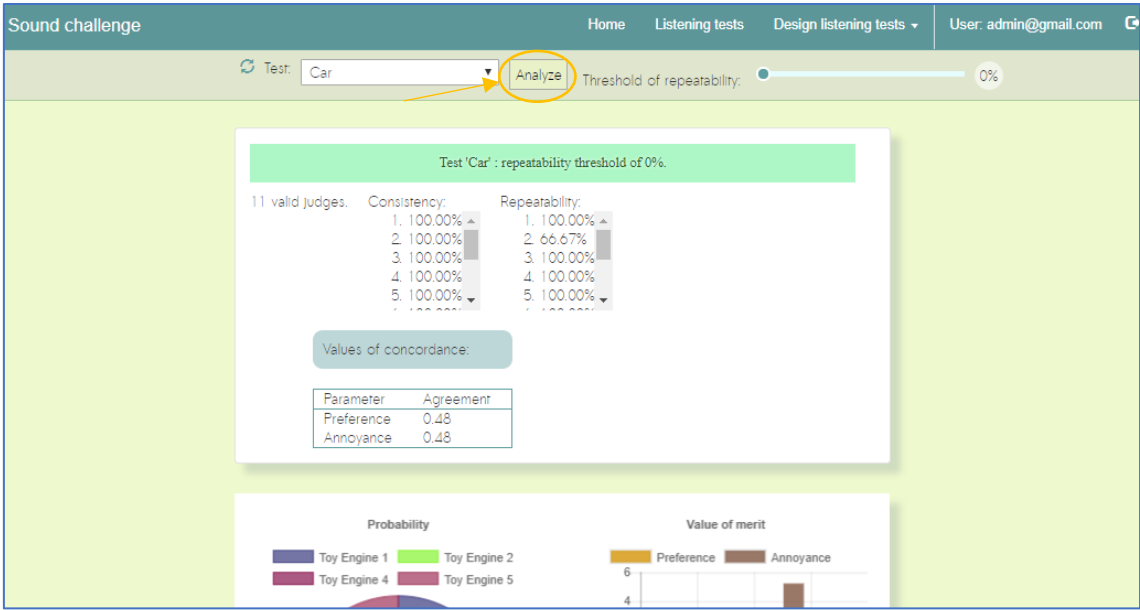 Sound challenge Home Listening tests Design listening tests User: admin@gmail.com
Test: Car Analyze Threshold of repeatability: 0%
Test 'Car' : repeatability threshold of 0%.
11 valid judges. Consistency: Repeatability:
1. 100.00% 1. 100.00%
2. 100.00% 2. 66.67%
3. 100.00% 3. 100.00%
4. 100.00% 4. 100.00%
5. 100.00% 5. 100.00%
Values of concordance:
Parameter Agreement
Preference 0.48
Annoyance 0.48
Probability Value of merit
Toy Engine 1 Toy Engine 2 Preference Annoyance
Toy Engine 4 Toy Engine 5
6
4